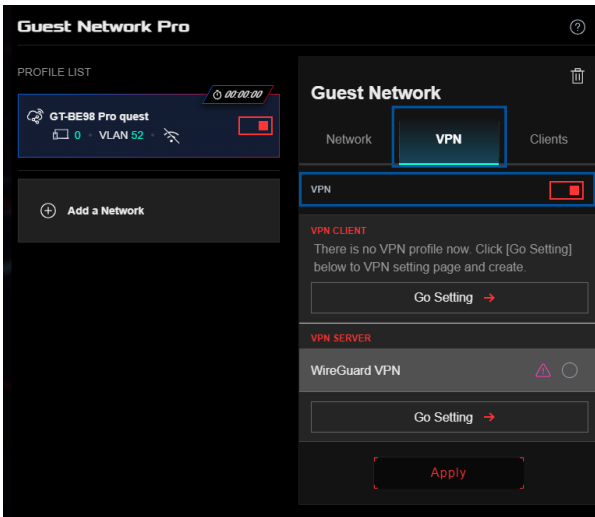 Guest Network Pro
PROFILE LIST
00:00:00
GT-BE98 Pro quest
0 · VLAN 52 ·
Add a Network
Guest Network
Network VPN Clients
VPN
VPN CLIENT
There is no VPN profile now. Click [Go Setting]
below to VPN setting page and create.
Go Setting →
VPN SERVER
WireGuard VPN
Go Setting →
Apply